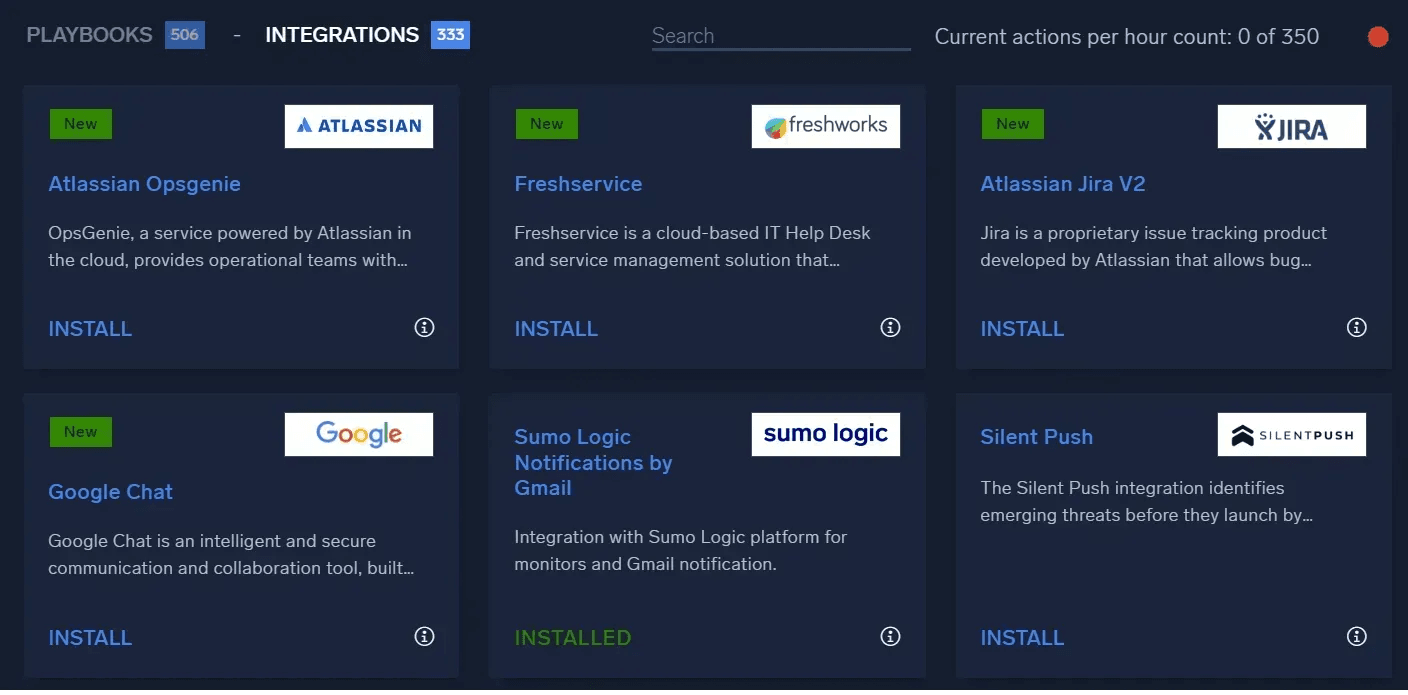 PLAYBOOKS 506 - INTEGRATIONS 333 Search Current actions per hour count: 0 of 350
New ATLASSIAN
Atlassian Opsgenie
OpsGenie, a service powered by Atlassian in
the cloud, provides operational teams with...
INSTALL
New freshworks
Freshservice
Freshservice is a cloud-based IT Help Desk
and service management solution that...
INSTALL
New JIRA
Atlassian Jira V2
Jira is a proprietary issue tracking product
developed by Atlassian that allows bug...
INSTALL
New Google
Google Chat
Google Chat is an intelligent and secure
communication and collaboration tool, built...
INSTALL
sumo logic
Sumo Logic
Notifications by
Gmail
Integration with Sumo Logic platform for
monitors and Gmail notification.
INSTALLED
Silent Push SILENTPUSH
The Silent Push integration identifies
emerging threats before they launch by...
INSTALL